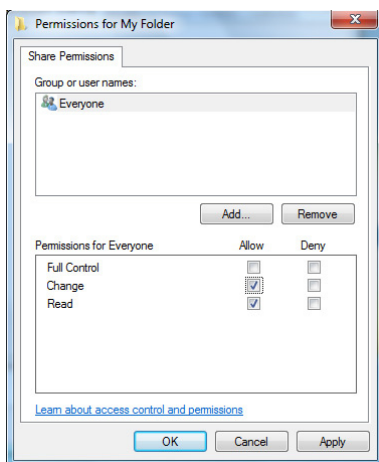 Permissions for My Folder
Share Permissions
Group or user names:
Everyone
Add... Remove
Permissions for Everyone Allow Deny
Full Control
Change
Read
Learn about access control and permissions
OK Cancel Apply